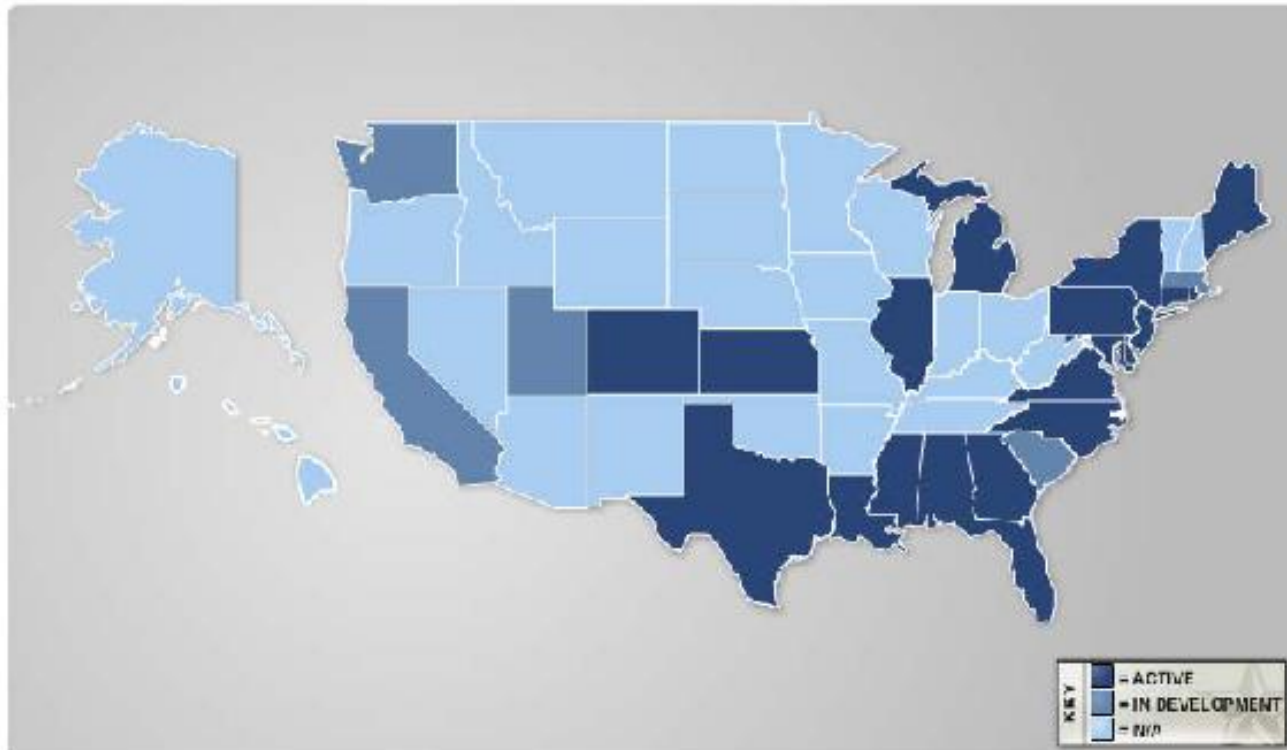 KEY
= ACTIVE
= IN DEVELOPMENT
= N/A